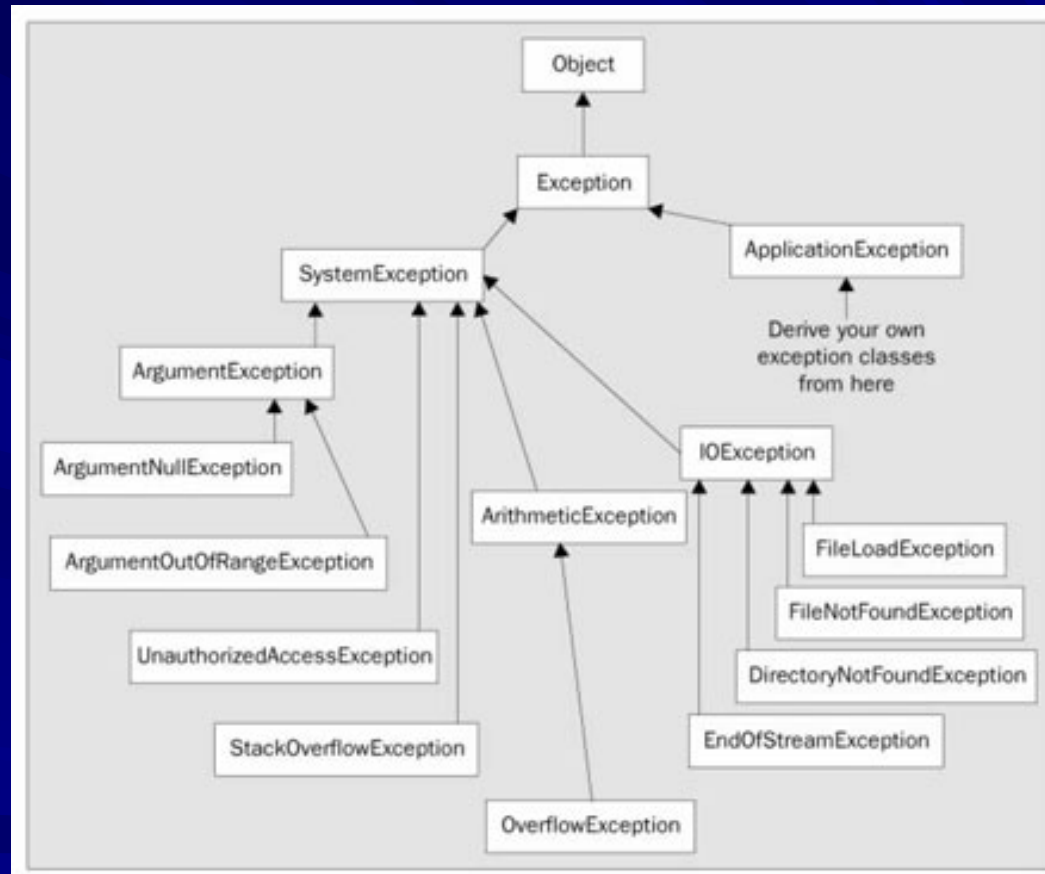 Object
Exception
SystemException
ApplicationException
Derive your own
exception classes
from here
ArgumentException
ArgumentNullException
IOException
ArithmeticException
FileLoadException
ArgumentOutOfRangeException
FileNotFoundException
UnauthorizedAccessException
DirectoryNotFoundException
StackOverflowException
EndOfStreamException
OverflowException